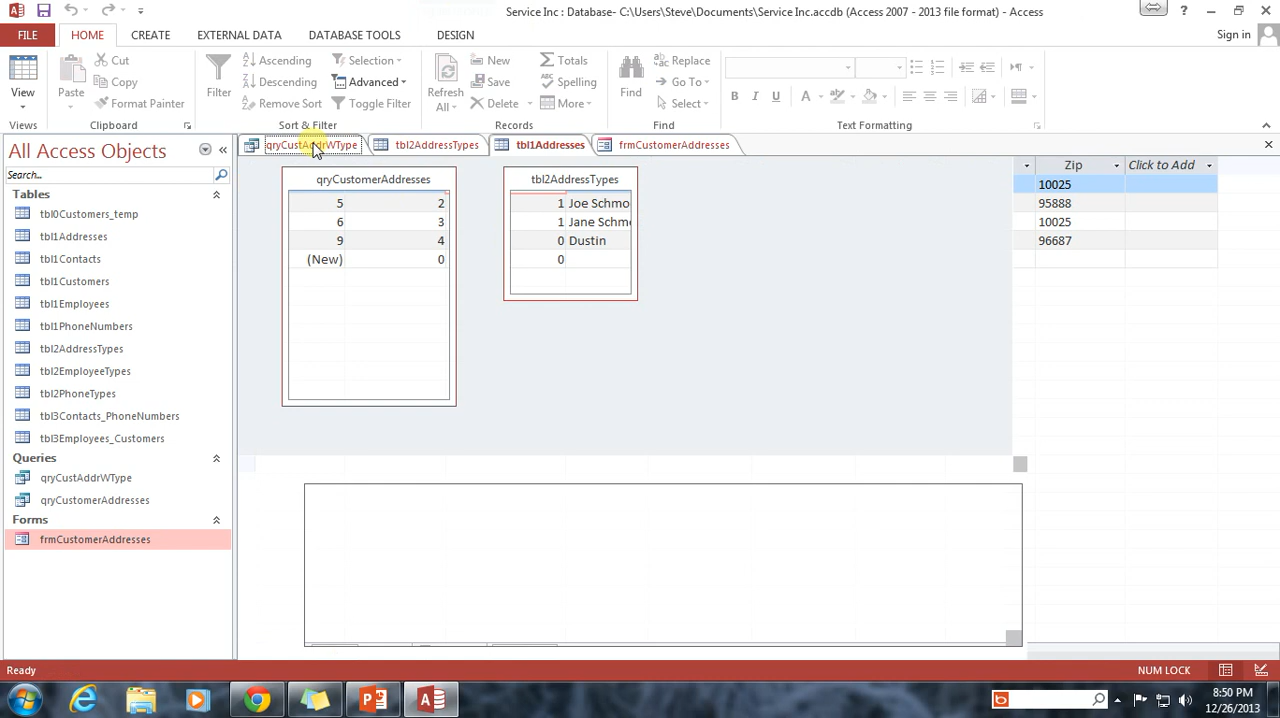 Service Inc : Database- C:\Users\Steve\Documents\Service Inc.accdb (Access 2007 - 2013 file format) - Access
FILE HOME CREATE EXTERNAL DATA DATABASE TOOLS DESIGN Sign in
View
Views
Paste
Cut
Copy
Format Painter
Clipboard
Filter
Ascending
Descending
Remove Sort
Selection
Advanced
Toggle Filter
Sort & Filter
Refresh
All
New
Save
Delete
Totals
Spelling
More
Records
Find
Replace
Go To
Select
Find
B I U A
Text Formatting
All Access Objects
Search...
Tables
tbl0Customers_temp
tbl1Addresses
tbl1Contacts
tbl1Customers
tbl1Employees
tbl1PhoneNumbers
tbl2AddressTypes
tbl2EmployeeTypes
tbl2PhoneTypes
tbl3Contacts_PhoneNumbers
tbl3Employees_Customers
Queries
qryCustAddrWType
qryCustomerAddresses
Forms
frmCustomerAddresses
qryCustAddrWType tbl2AddressTypes tbl1Addresses frmCustomerAddresses
qryCustomerAddresses
5 2
6 3
9 4
(New) 0
tbl2AddressTypes
1 Joe Schmo
1 Jane Schm
0 Dustin
0
Zip Click to Add
10025
95888
10025
96687
Ready NUM LOCK
8:50 PM
12/26/2013